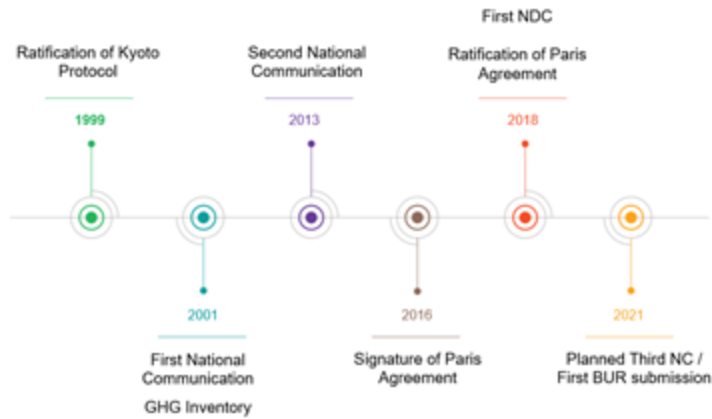 First NDC
Ratification of Kyoto
Protocol
1999
Second National
Communication
2013
Ratification of Paris
Agreement
2018
2001
First National
Communication
GHG Inventory
2016
Signature of Paris
Agreement
2021
Planned Third NC /
First BUR submission